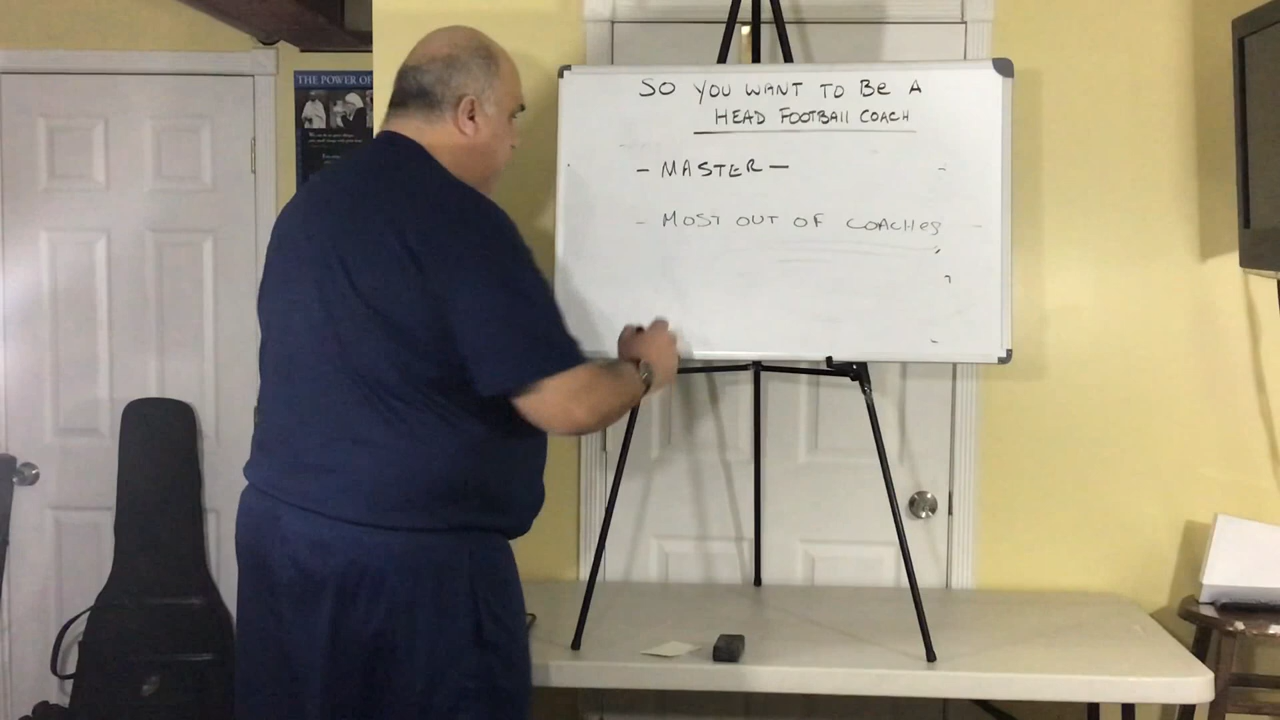 THE POWER OF
SO YOU WANT TO Be A
HEAD FOOTBALL COACH
- MASTER -
- MOST OUT OF COACHeS